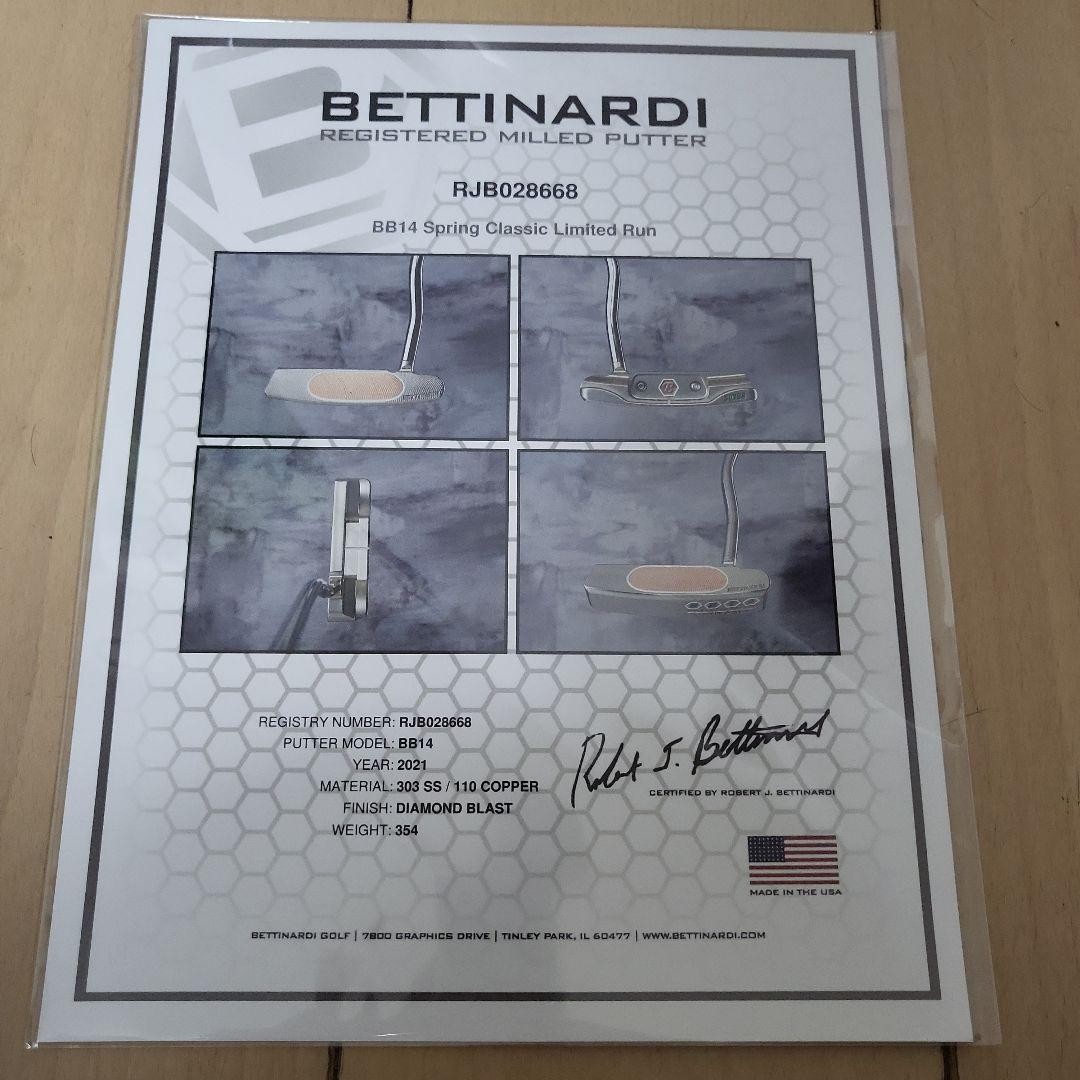 BETTINARDI
REGISTERED MILLED PUTTER
RJB028668
BB14 Spring Classic Limited Run
REGISTRY NUMBER: RJB028668
PUTTER MODEL: BB14
YEAR: 2021
MATERIAL: 303 SS / 110 COPPER
FINISH: DIAMOND BLAST
WEIGHT: 354
Robert J. Bettinardi
CERTIFIED BY ROBERT J. BETTINARDI
MADE IN THE USA
BETTINARDI GOLF | 7800 GRAPHICS DRIVE | TINLEY PARK, IL 60477 | WWW.BETTINARDI.COM